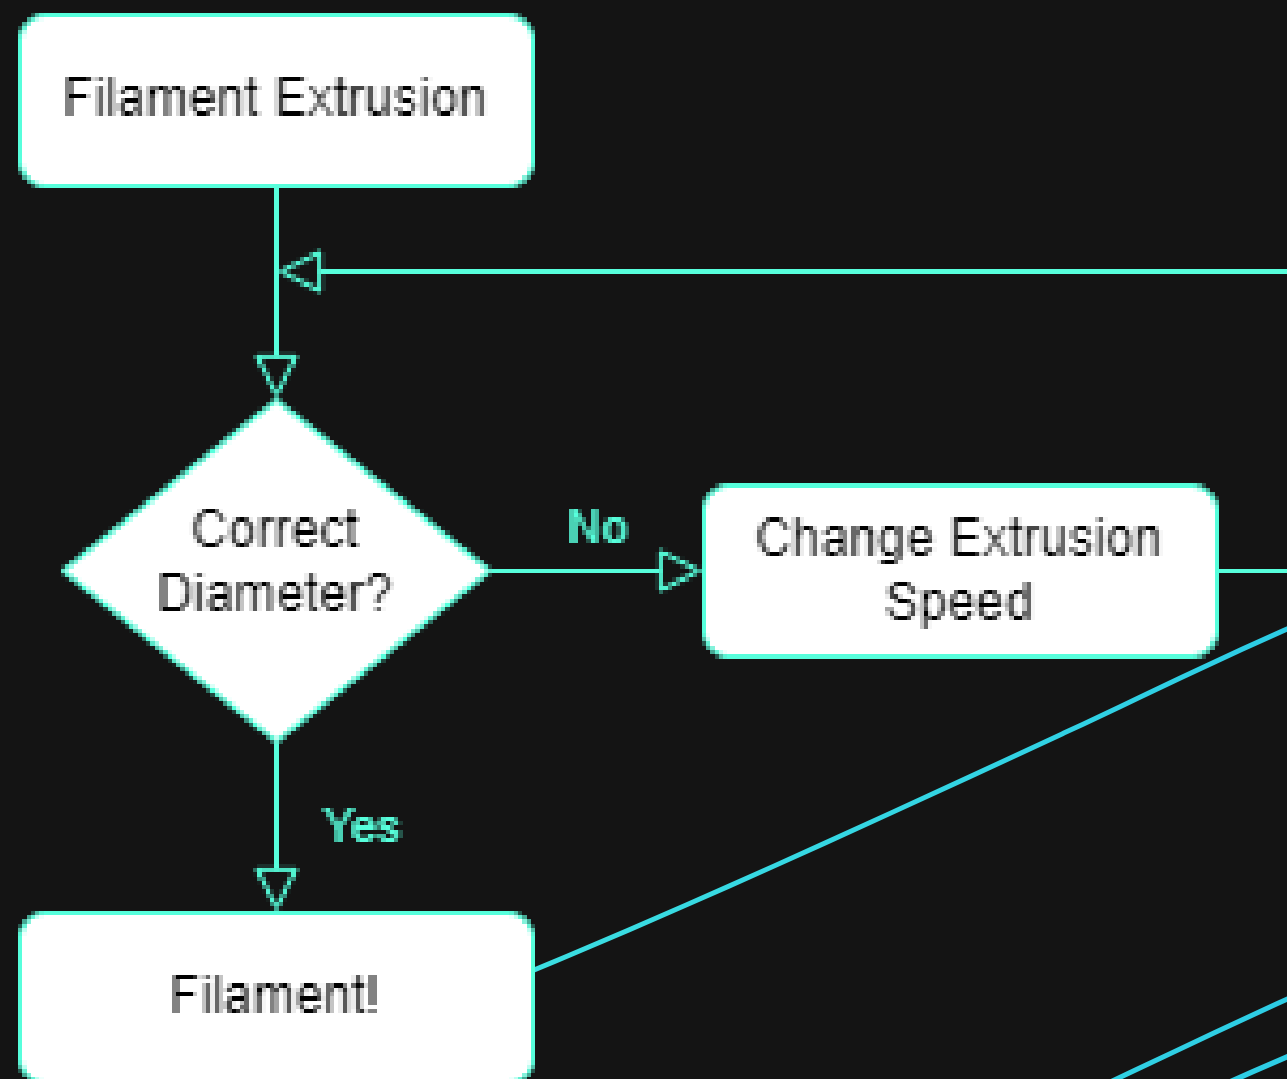 Filament Extrusion
Correct
Diameter?
No
Change Extrusion
Speed
Yes
Filament!